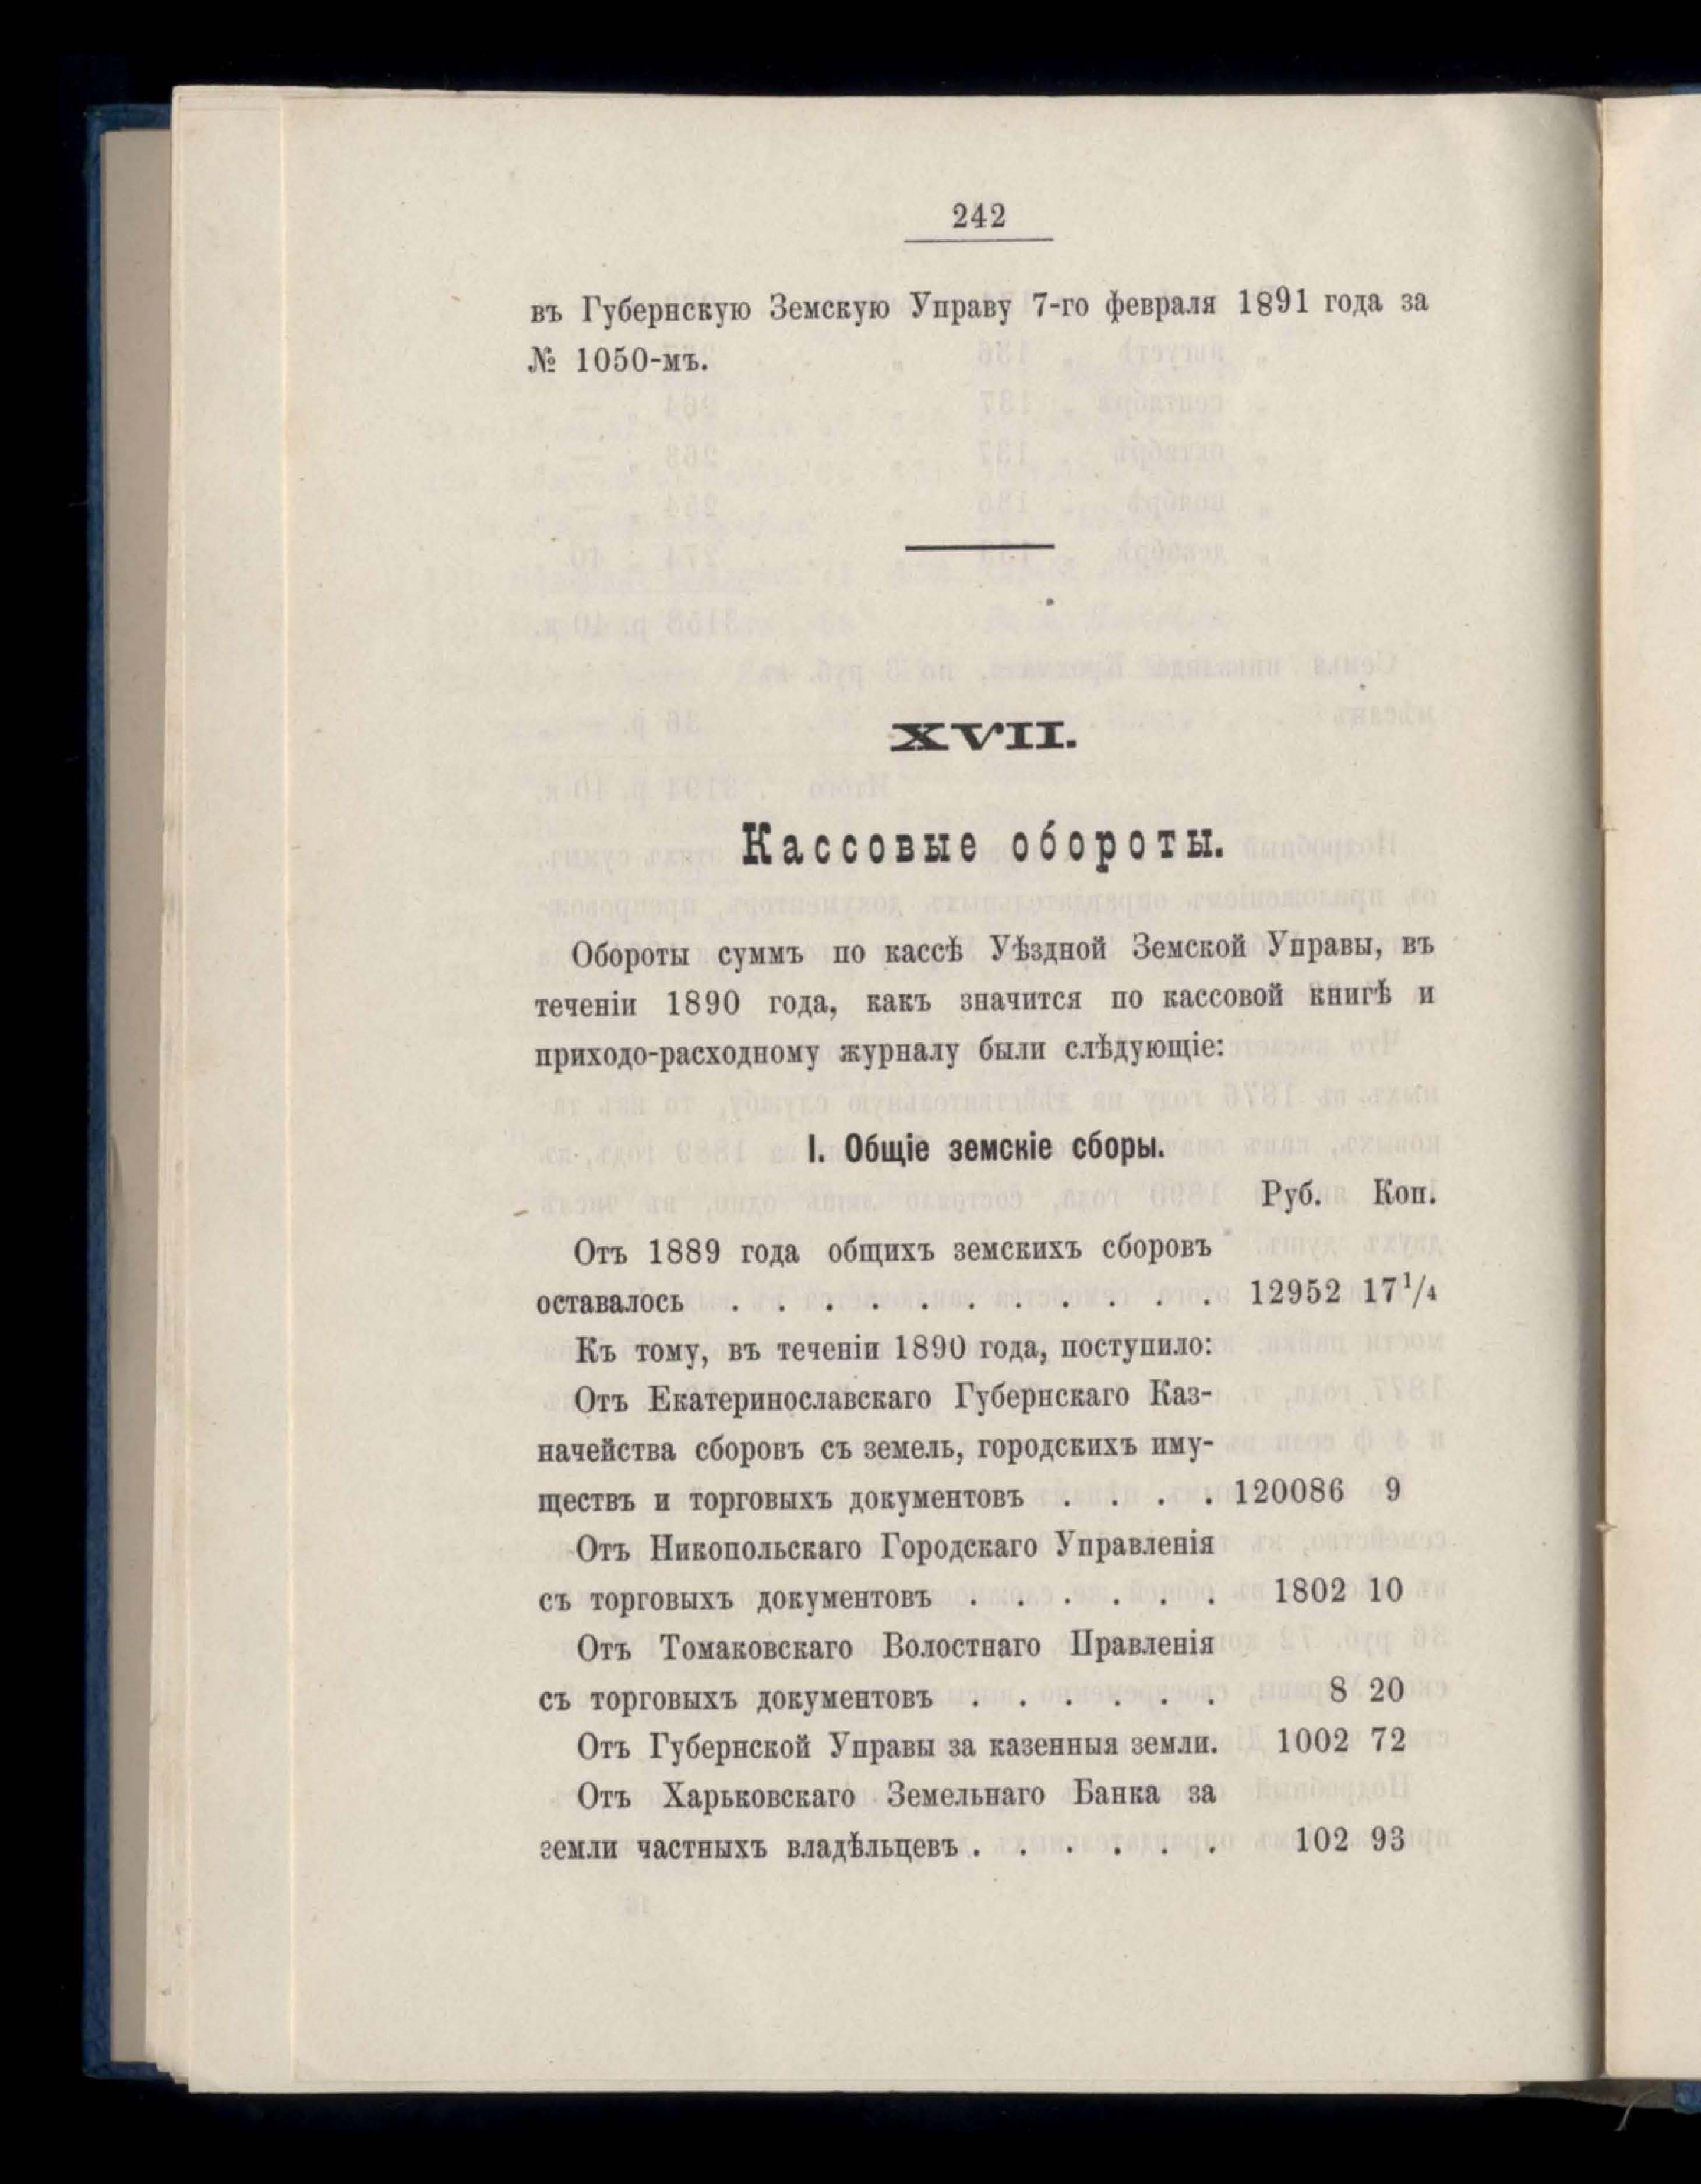 242
въ Губернскую Земскую Управу 7-го февраля 1891 года за
№ 1050-мъ.
XVII.
Кассовые обороты.
Обороты суммъ по кассѣ Уѣздной Земской Управы, въ
теченіи 1890 года, какъ значится по кассовой книгѣ и
приходо-расходному журналу были слѣдующіе:
I. Общіе земскіе сборы.
Руб. Коп.
Отъ 1889 года общихъ земскихъ сборовъ
оставалось . . . . . . . . . . . 12952 17¹/₄
Къ тому, въ теченіи 1890 года, поступило:
Отъ Екатеринославскаго Губернскаго Каз-
начейства сборовъ съ земель, городскихъ иму-
ществъ и торговыхъ документовъ . . . . 120086 9
Отъ Никопольскаго Городскаго Управленія
съ торговыхъ документовъ . . . . . . 1802 10
Отъ Томаковскаго Волостнаго Правленія
съ торговыхъ документовъ . . . . . . 8 20
Отъ Губернской Управы за казенныя земли. 1002 72
Отъ Харьковскаго Земельнаго Банка за
земли частныхъ владѣльцевъ . . . . . . 102 93